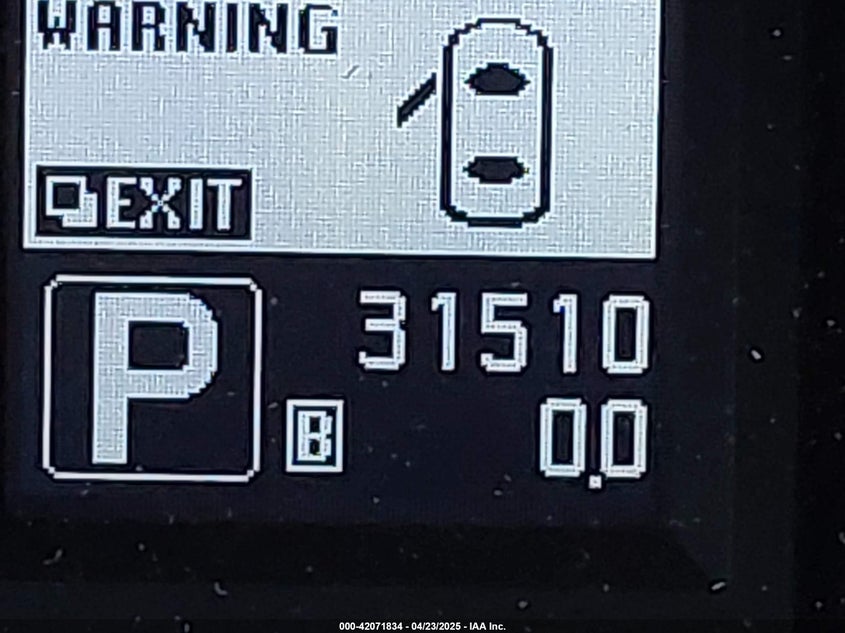 WARNING
EXIT
P
31510
B
0.0
000-42071834 - 04/23/2025 - IAA Inc.